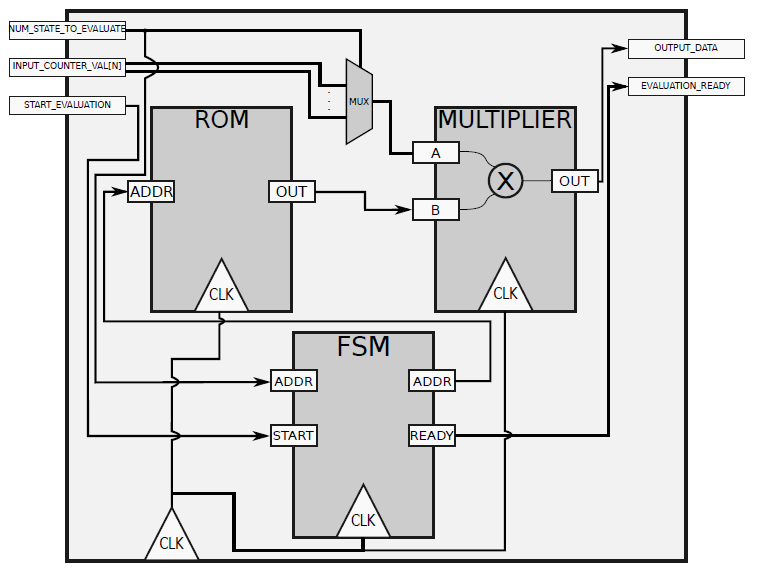 NUM_STATE_TO_EVALUATE
INPUT_COUNTER_VAL[N]
START_EVALUATION
OUTPUT_DATA
EVALUATION_READY
MUX
ROM
ADDR
OUT
CLK
MULTIPLIER
A
B
X
OUT
CLK
FSM
ADDR
ADDR
START
READY
CLK
CLK